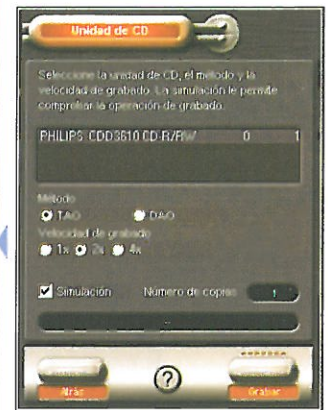 Unidad de CD
Seleccione la unidad de CD, el método y la
velocidad de grabado. La simulación le permite
comprobar la operación de grabado.
PHILIPS CDD3610 CD-R/RW 0 1
Método
TAO DAO
Velocidad de grabado
1x 2x 4x
Simulación Número de copias 1
Atrás ? Grabar